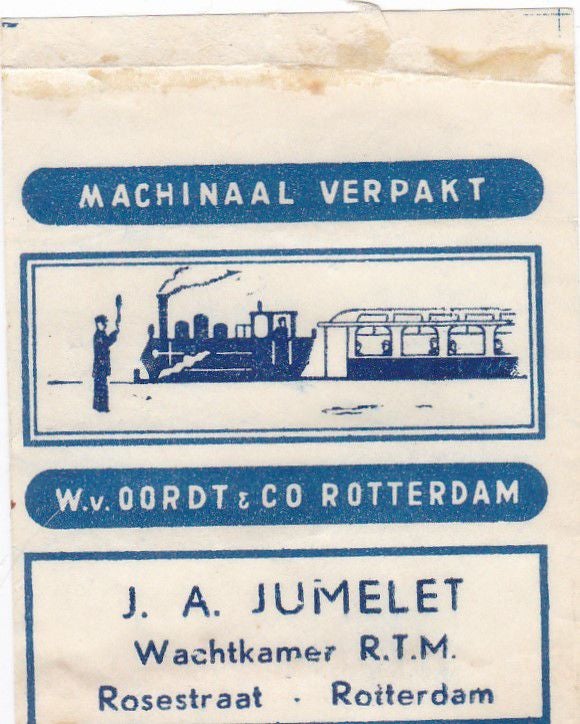 MACHINAAL VERPAKT
W.v. OORDT & CO ROTTERDAM
J. A. JUMELET
Wachtkamer R.T.M.
Rosestraat · Rotterdam